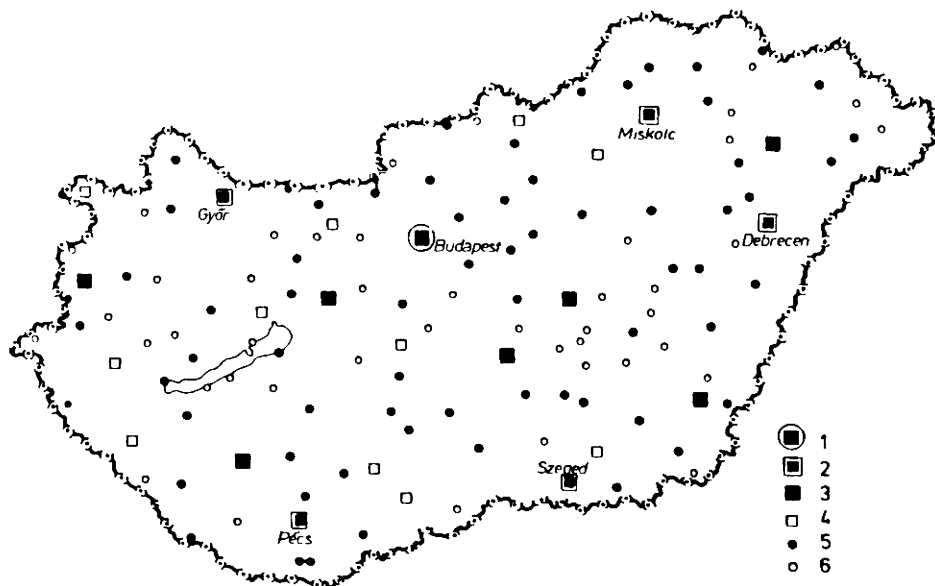 Miskolc
Győr
Budapest
Debrecen
Szeged
Pécs
1
2
3
4
5
6